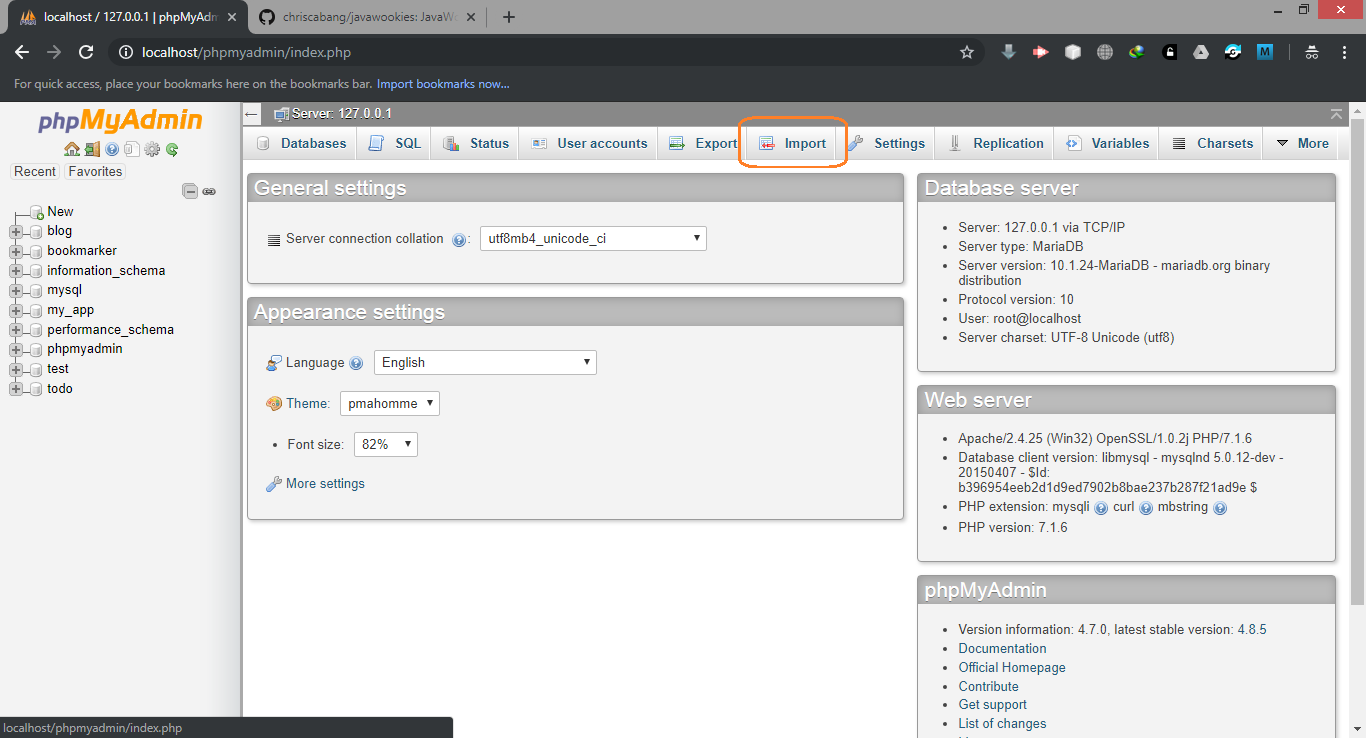 localhost / 127.0.0.1 | phpMyAdm
chriscabang/javawookies: JavaWo
localhost/phpmyadmin/index.php
M
For quick access, place your bookmarks here on the bookmarks bar. Import bookmarks now...
phpMyAdmin
Recent Favorites
New
blog
bookmarker
information_schema
mysql
my_app
performance_schema
phpmyadmin
test
todo
Server: 127.0.0.1
Databases SQL Status User accounts Export Import Settings Replication Variables Charsets More
General settings
Server connection collation : utf8mb4_unicode_ci
Appearance settings
Language English
Theme: pmahomme
• Font size: 82%
More settings
Database server
• Server: 127.0.0.1 via TCP/IP
• Server type: MariaDB
• Server version: 10.1.24-MariaDB - mariadb.org binary
distribution
• Protocol version: 10
• User: root@localhost
• Server charset: UTF-8 Unicode (utf8)
Web server
• Apache/2.4.25 (Win32) OpenSSL/1.0.2j PHP/7.1.6
• Database client version: libmysql - mysqlnd 5.0.12-dev -
20150407 - $Id:
b396954eeb2d1d9ed7902b8bae237b287f21ad9e $
• PHP extension: mysqli curl mbstring
• PHP version: 7.1.6
phpMyAdmin
• Version information: 4.7.0, latest stable version: 4.8.5
• Documentation
• Official Homepage
• Contribute
• Get support
• List of changes
localhost/phpmyadmin/index.php